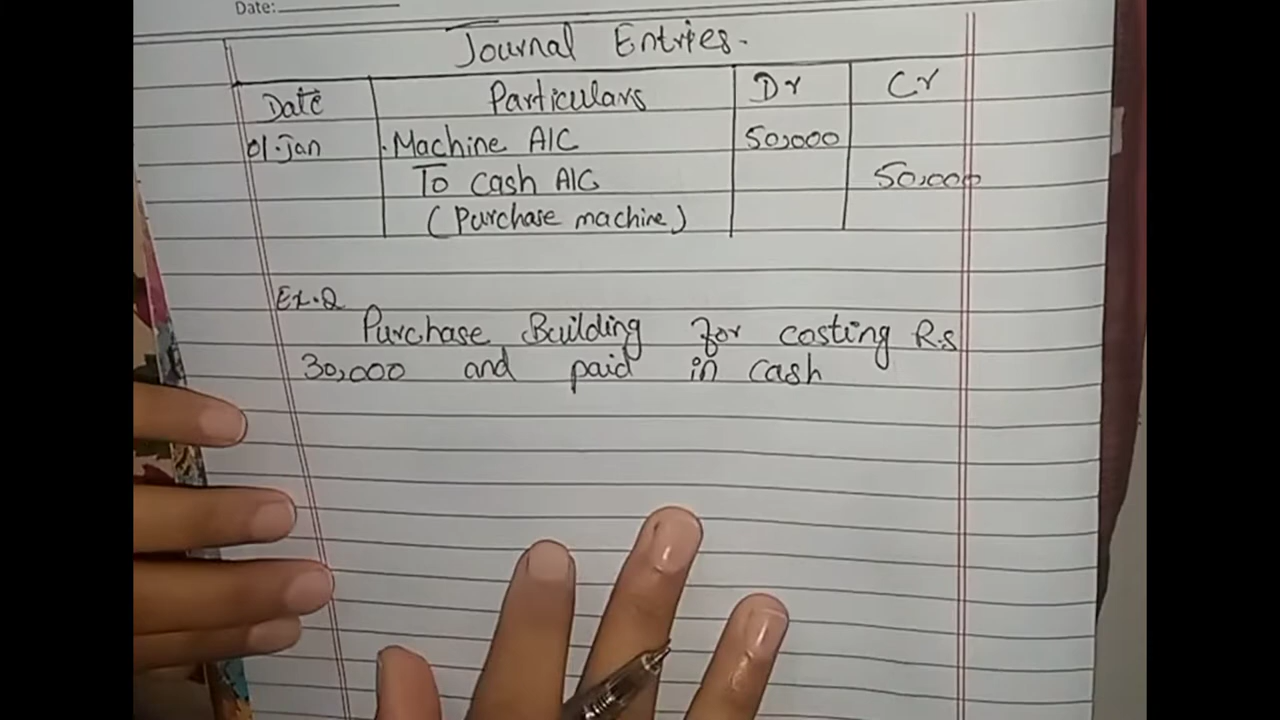 Date:
Journal Entries.
Date Particulars Dr Cr
01.jan Machine A/C 50,000
To cash A/C 50,000
(Purchase machine)
Ex.2
Purchase Building for costing R.s
30,000 and paid in cash